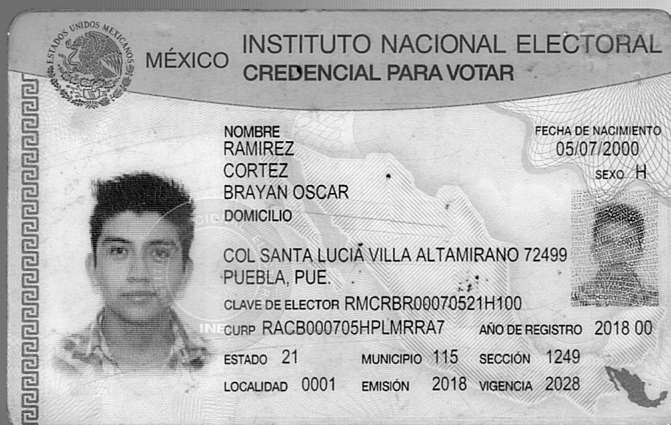 ESTADOS UNIDOS MEXICANOS
MÉXICO INSTITUTO NACIONAL ELECTORAL
CREDENCIAL PARA VOTAR
NOMBRE
RAMIREZ
CORTEZ
BRAYAN OSCAR
FECHA DE NACIMIENTO
05/07/2000
SEXO H
DOMICILIO
COL SANTA LUCIA VILLA ALTAMIRANO 72499
PUEBLA, PUE.
CLAVE DE ELECTOR RMCRBR00070521H100
CURP RACB000705HPLMRRA7 AÑO DE REGISTRO 2018 00
ESTADO 21 MUNICIPIO 115 SECCIÓN 1249
LOCALIDAD 0001 EMISIÓN 2018 VIGENCIA 2028
INE